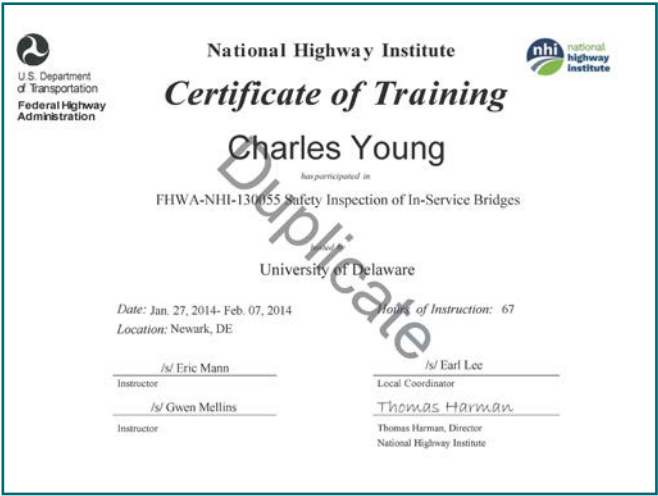 U.S. Department
of Transportation
Federal Highway
Administration
National Highway Institute
nhi national
highway
institute
Certificate of Training
Charles Young
has participated in
FHWA-NHI-130055 Safety Inspection of In-Service Bridges
hosted by
University of Delaware
Duplicate
Date: Jan. 27, 2014- Feb. 07, 2014
Hours of Instruction: 67
Location: Newark, DE
/s/ Eric Mann
Instructor
/s/ Earl Lee
Local Coordinator
/s/ Gwen Mellins
Instructor
Thomas Harman
Thomas Harman, Director
National Highway Institute